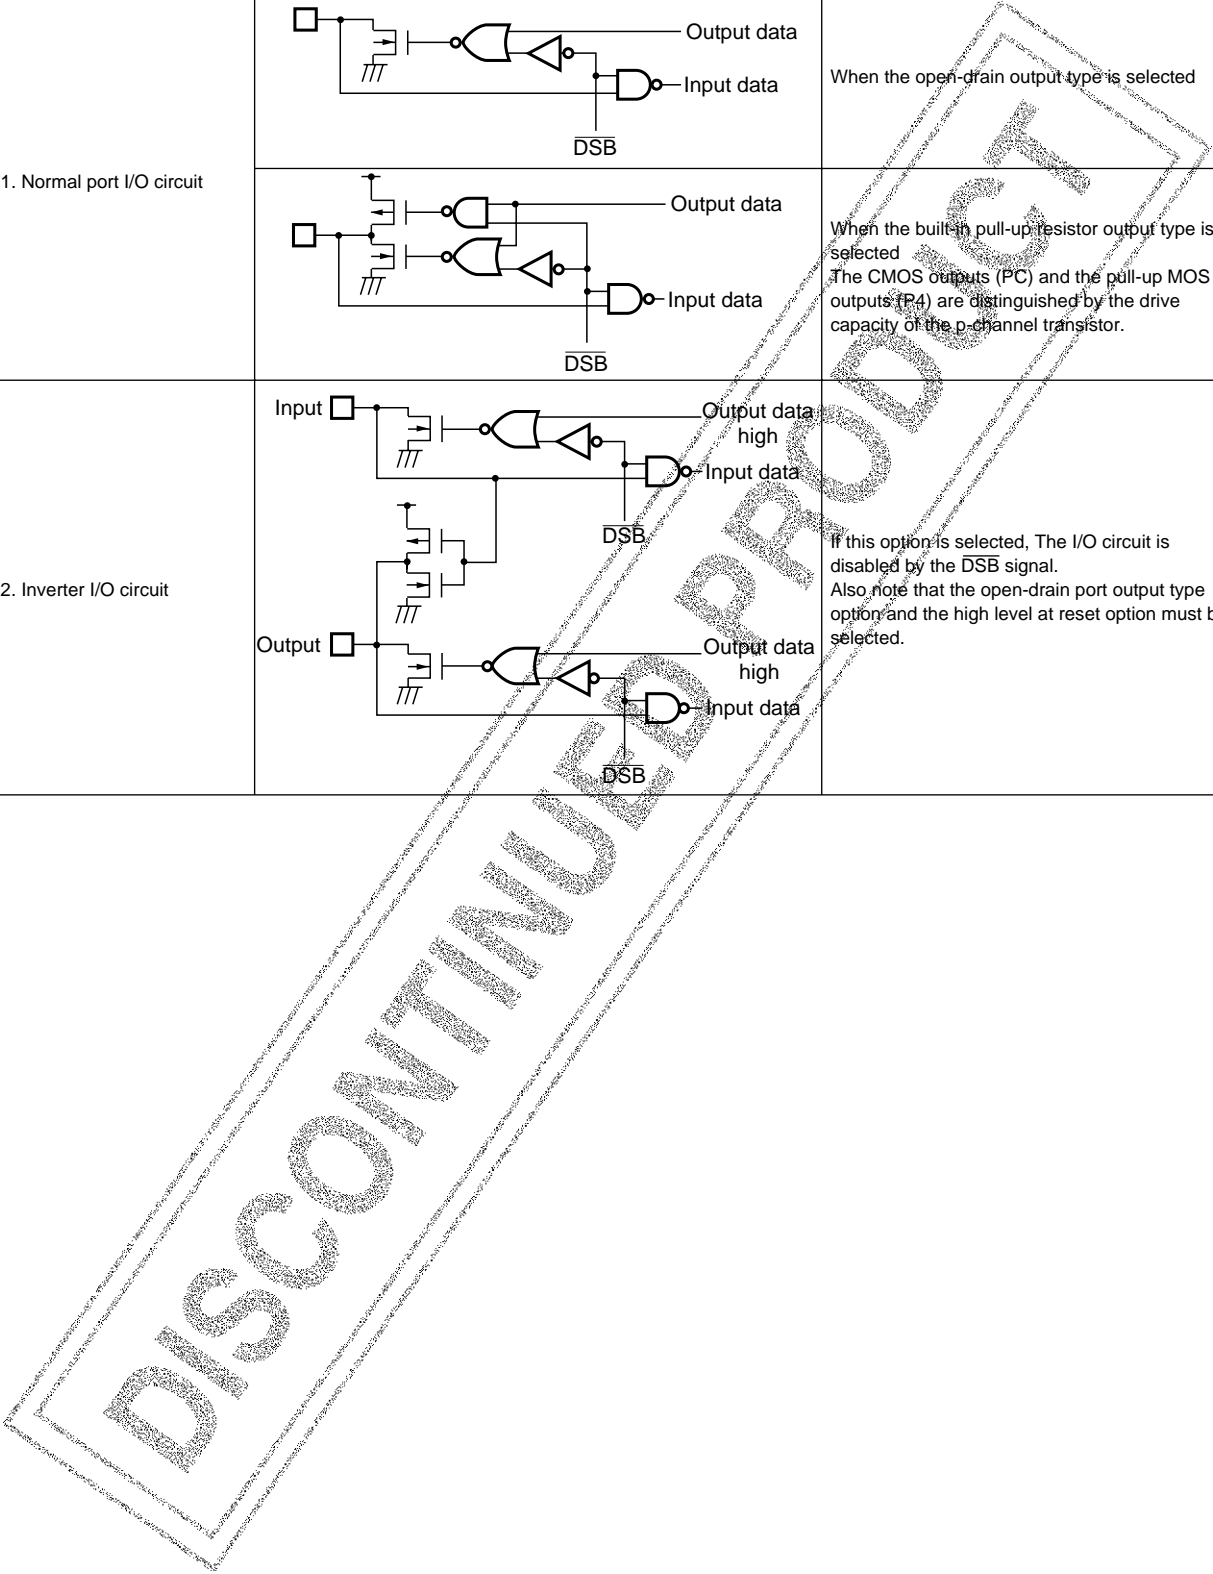 Output data
Input data
D̅S̅B̅
When the open-drain output type is selected
1. Normal port I/O circuit
Output data
Input data
D̅S̅B̅
When the built-in pull-up resistor output type is
selected
The CMOS outputs (PC) and the pull-up MOS
outputs (P4) are distinguished by the drive
capacity of the p-channel transistor.
2. Inverter I/O circuit
Input
Output data
high
Input data
D̅S̅B̅
Output
Output data
high
Input data
D̅S̅B̅
If this option is selected, The I/O circuit is
disabled by the D̅S̅B̅ signal.
Also note that the open-drain port output type
option and the high level at reset option must
selected.
DISCONTINUED PRODUCT